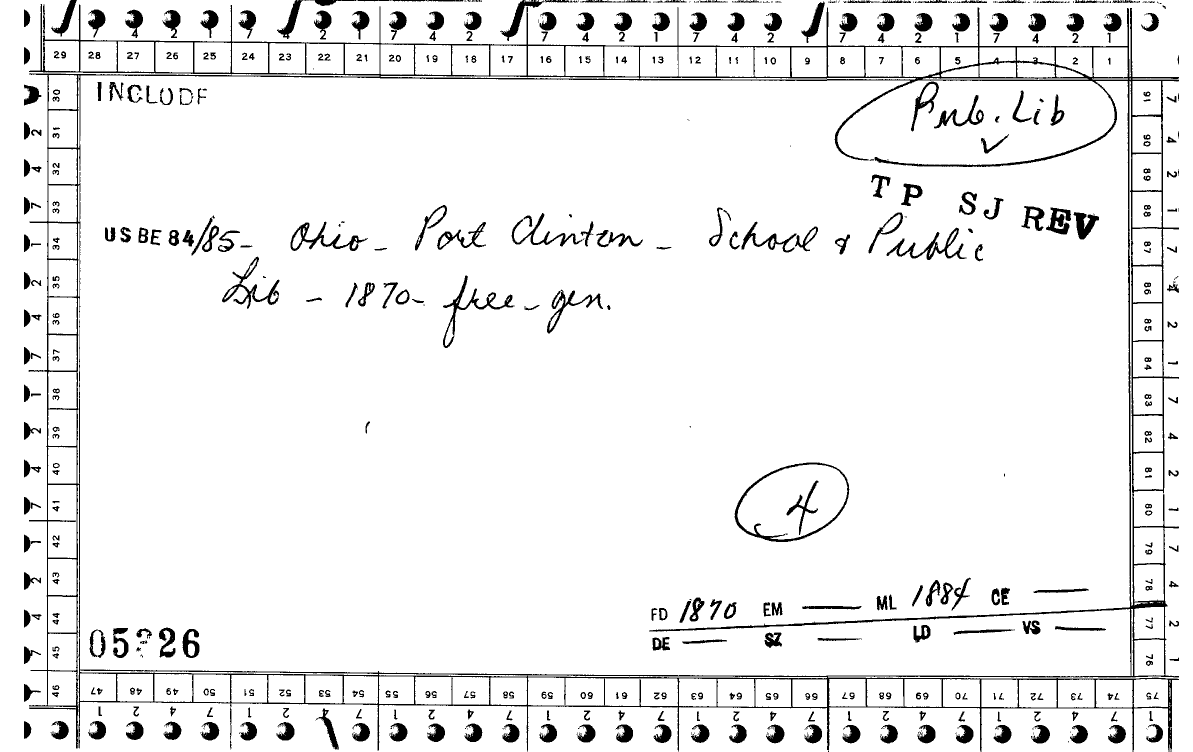 7 4 2 1 7 4 2 1 7 4 2 1 7 4 2 1 7 4 2 1 7 4 2 1 7 4 2 1
29 28 27 26 25 24 23 22 21 20 19 18 17 16 15 14 13 12 11 10 9 8 7 6 5 4 3 2 1
INCLUDE
Pub. Lib
TP SJ REV
US BE 84/85 - Ohio - Port Clinton - School & Public
Lib - 1870 - free - gen.
4
FD 1870 EM — ML 1884 CE —
DE — SZ — LD — VS —
05?26
30 31 32 33 34 35 36 37 38 39 40 41 42 43 44 45 46
91 90 89 88 87 86 85 84 83 82 81 80 79 78 77 76
47 48 49 50 51 52 53 54 55 56 57 58 59 60 61 62 63 64 65 66 67 68 69 70 71 72 73 74 75
1 2 4 7 1 2 4 7 1 2 4 7 1 2 4 7 1 2 4 7 1 2 4 7 1 2 4 7 1